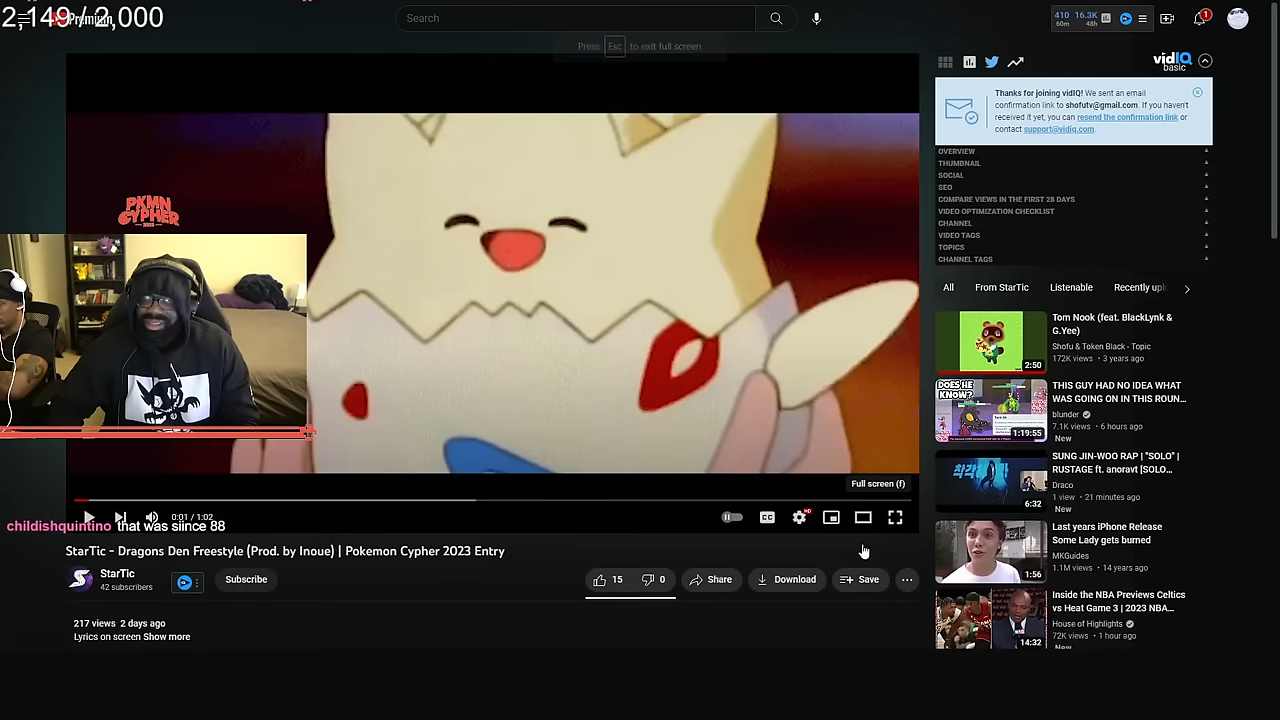 2,149 / 2,000
Premium
Search
410 16.3K
60m 48h
1
Press Esc to exit full screen
vidIQ
basic
Thanks for joining vidIQ! We sent an email
confirmation link to shofutv@gmail.com. If you haven't
received it yet, you can resend the confirmation link or
contact support@vidiq.com.
OVERVIEW
THUMBNAIL
SOCIAL
SEO
COMPARE VIEWS IN THE FIRST 28 DAYS
VIDEO OPTIMIZATION CHECKLIST
CHANNEL
VIDEO TAGS
TOPICS
CHANNEL TAGS
PKMN
CYPHER
All From StarTic Listenable Recently upl
Tom Nook (feat. BlackLynk &
G.Yee)
Shofu & Token Black - Topic
172K views • 3 years ago
2:50
DOES HE
KNOW?
THIS GUY HAD NO IDEA WHAT
WAS GOING ON IN THIS ROUN...
blunder
7.1K views • 6 hours ago
New
1:19:55
SUNG JIN-WOO RAP | "SOLO" |
RUSTAGE ft. anoravt [SOLO...
Draco
1 view • 21 minutes ago
New
6:32
Last years iPhone Release
Some Lady gets burned
MKGuides
1.1M views • 14 years ago
1:56
Inside the NBA Previews Celtics
vs Heat Game 3 | 2023 NBA...
House of Highlights
72K views • 1 hour ago
New
14:32
Full screen (f)
0:01 / 1:02
CC
HD
childishquintino that was siince 88
StarTic - Dragons Den Freestyle (Prod. by Inoue) | Pokemon Cypher 2023 Entry
StarTic
42 subscribers
Subscribe
15 0 Share Download Save
217 views 2 days ago
Lyrics on screen Show more